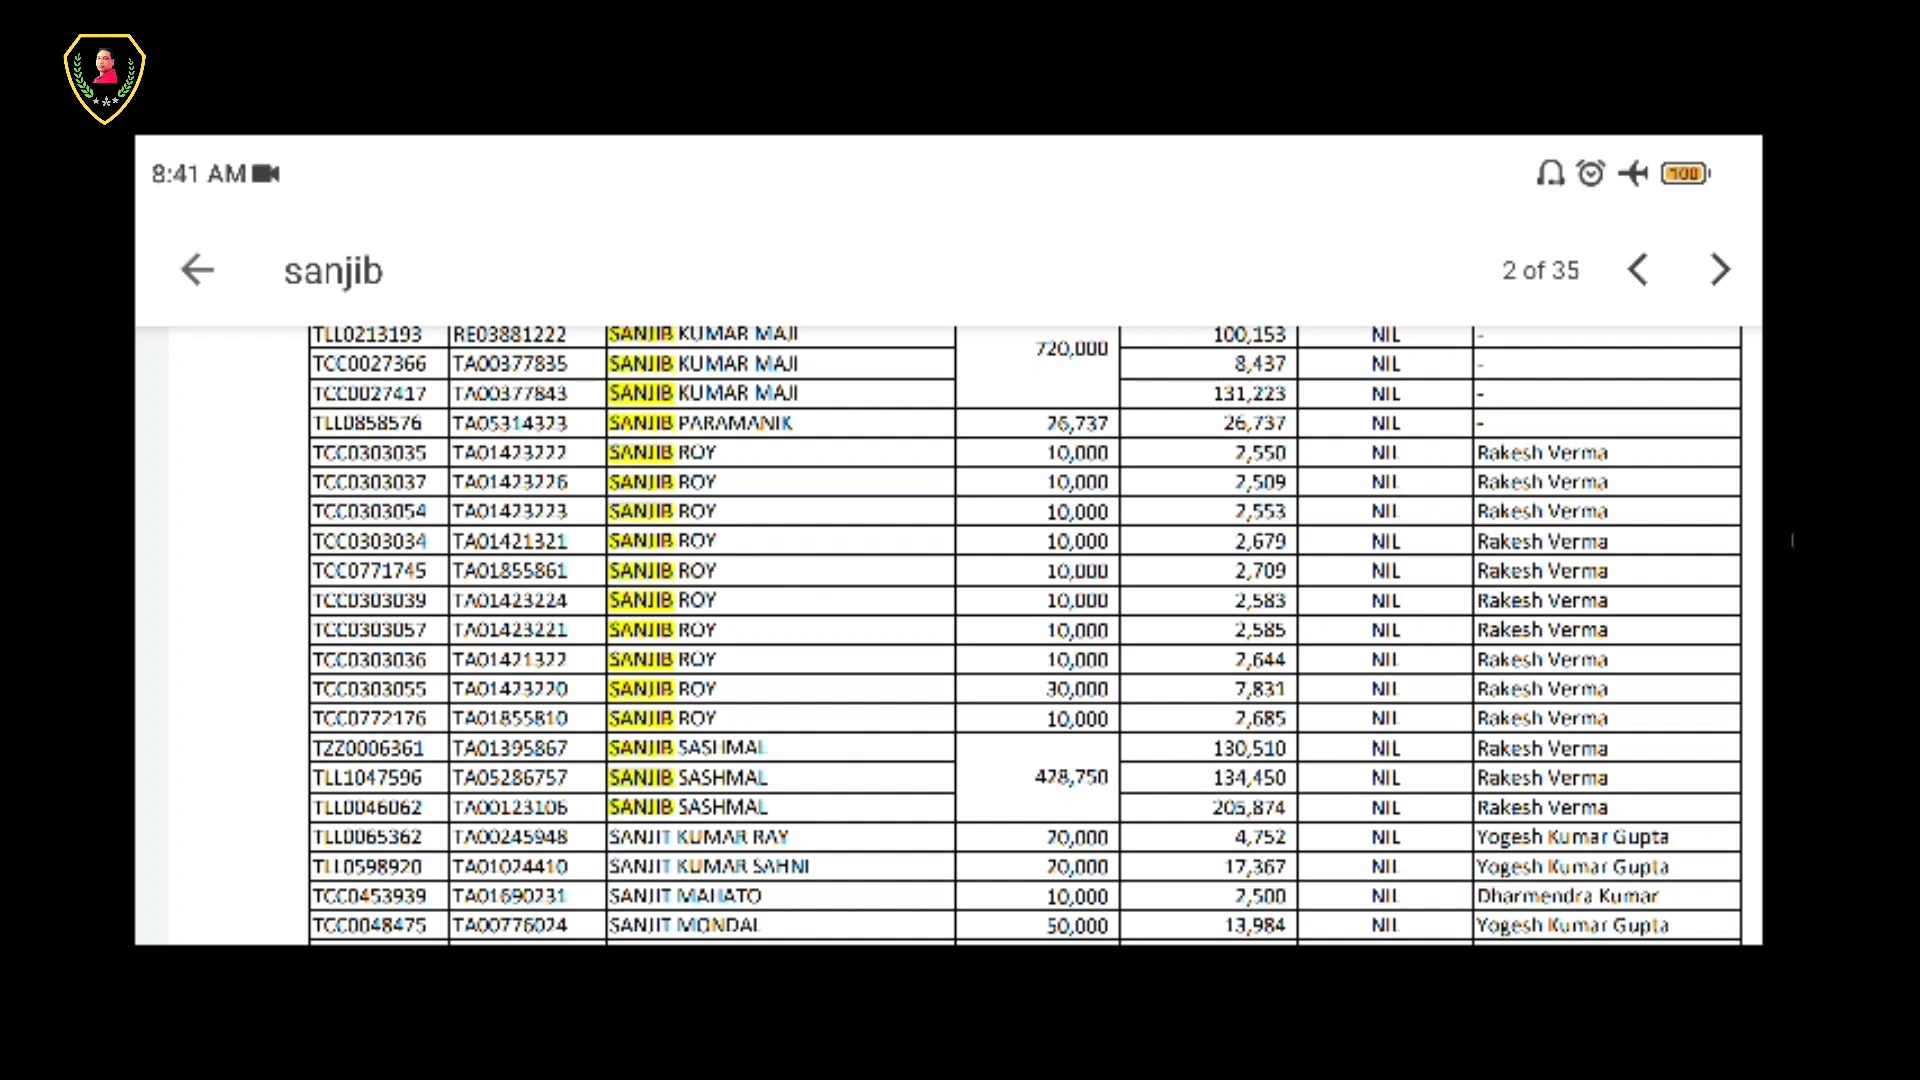 8:41 AM
100
sanjib
2 of 35
TLL0213193 RE03881222 SANJIB KUMAR MAJI 720,000 100,153 NIL -
TCC0027366 TA00377835 SANJIB KUMAR MAJI 8,437 NIL -
TCC0027417 TA00377843 SANJIB KUMAR MAJI 131,223 NIL -
TLL0858576 TA05314323 SANJIB PARAMANIK 26,737 26,737 NIL -
TCC0303035 TA01423222 SANJIB ROY 10,000 2,550 NIL Rakesh Verma
TCC0303037 TA01423226 SANJIB ROY 10,000 2,509 NIL Rakesh Verma
TCC0303054 TA01423223 SANJIB ROY 10,000 2,553 NIL Rakesh Verma
TCC0303034 TA01421321 SANJIB ROY 10,000 2,679 NIL Rakesh Verma
TCC0771745 TA01855861 SANJIB ROY 10,000 2,709 NIL Rakesh Verma
TCC0303039 TA01423224 SANJIB ROY 10,000 2,583 NIL Rakesh Verma
TCC0303057 TA01423221 SANJIB ROY 10,000 2,585 NIL Rakesh Verma
TCC0303036 TA01421322 SANJIB ROY 10,000 2,644 NIL Rakesh Verma
TCC0303055 TA01423220 SANJIB ROY 30,000 7,831 NIL Rakesh Verma
TCC0772176 TA01855810 SANJIB ROY 10,000 2,685 NIL Rakesh Verma
TZZ0006361 TA01395867 SANJIB SASHMAL 130,510 NIL Rakesh Verma
TLL1047596 TA05286757 SANJIB SASHMAL 428,750 134,450 NIL Rakesh Verma
TLL0046062 TA00123106 SANJIB SASHMAL 205,874 NIL Rakesh Verma
TLL0065362 TA00245948 SANJIT KUMAR RAY 20,000 4,752 NIL Yogesh Kumar Gupta
TLL0598920 TA01024410 SANJIT KUMAR SAHNI 20,000 17,367 NIL Yogesh Kumar Gupta
TCC0453939 TA01690231 SANJIT MAHATO 10,000 2,500 NIL Dharmendra Kumar
TCC0048475 TA00776024 SANJIT MONDAL 50,000 13,984 NIL Yogesh Kumar Gupta